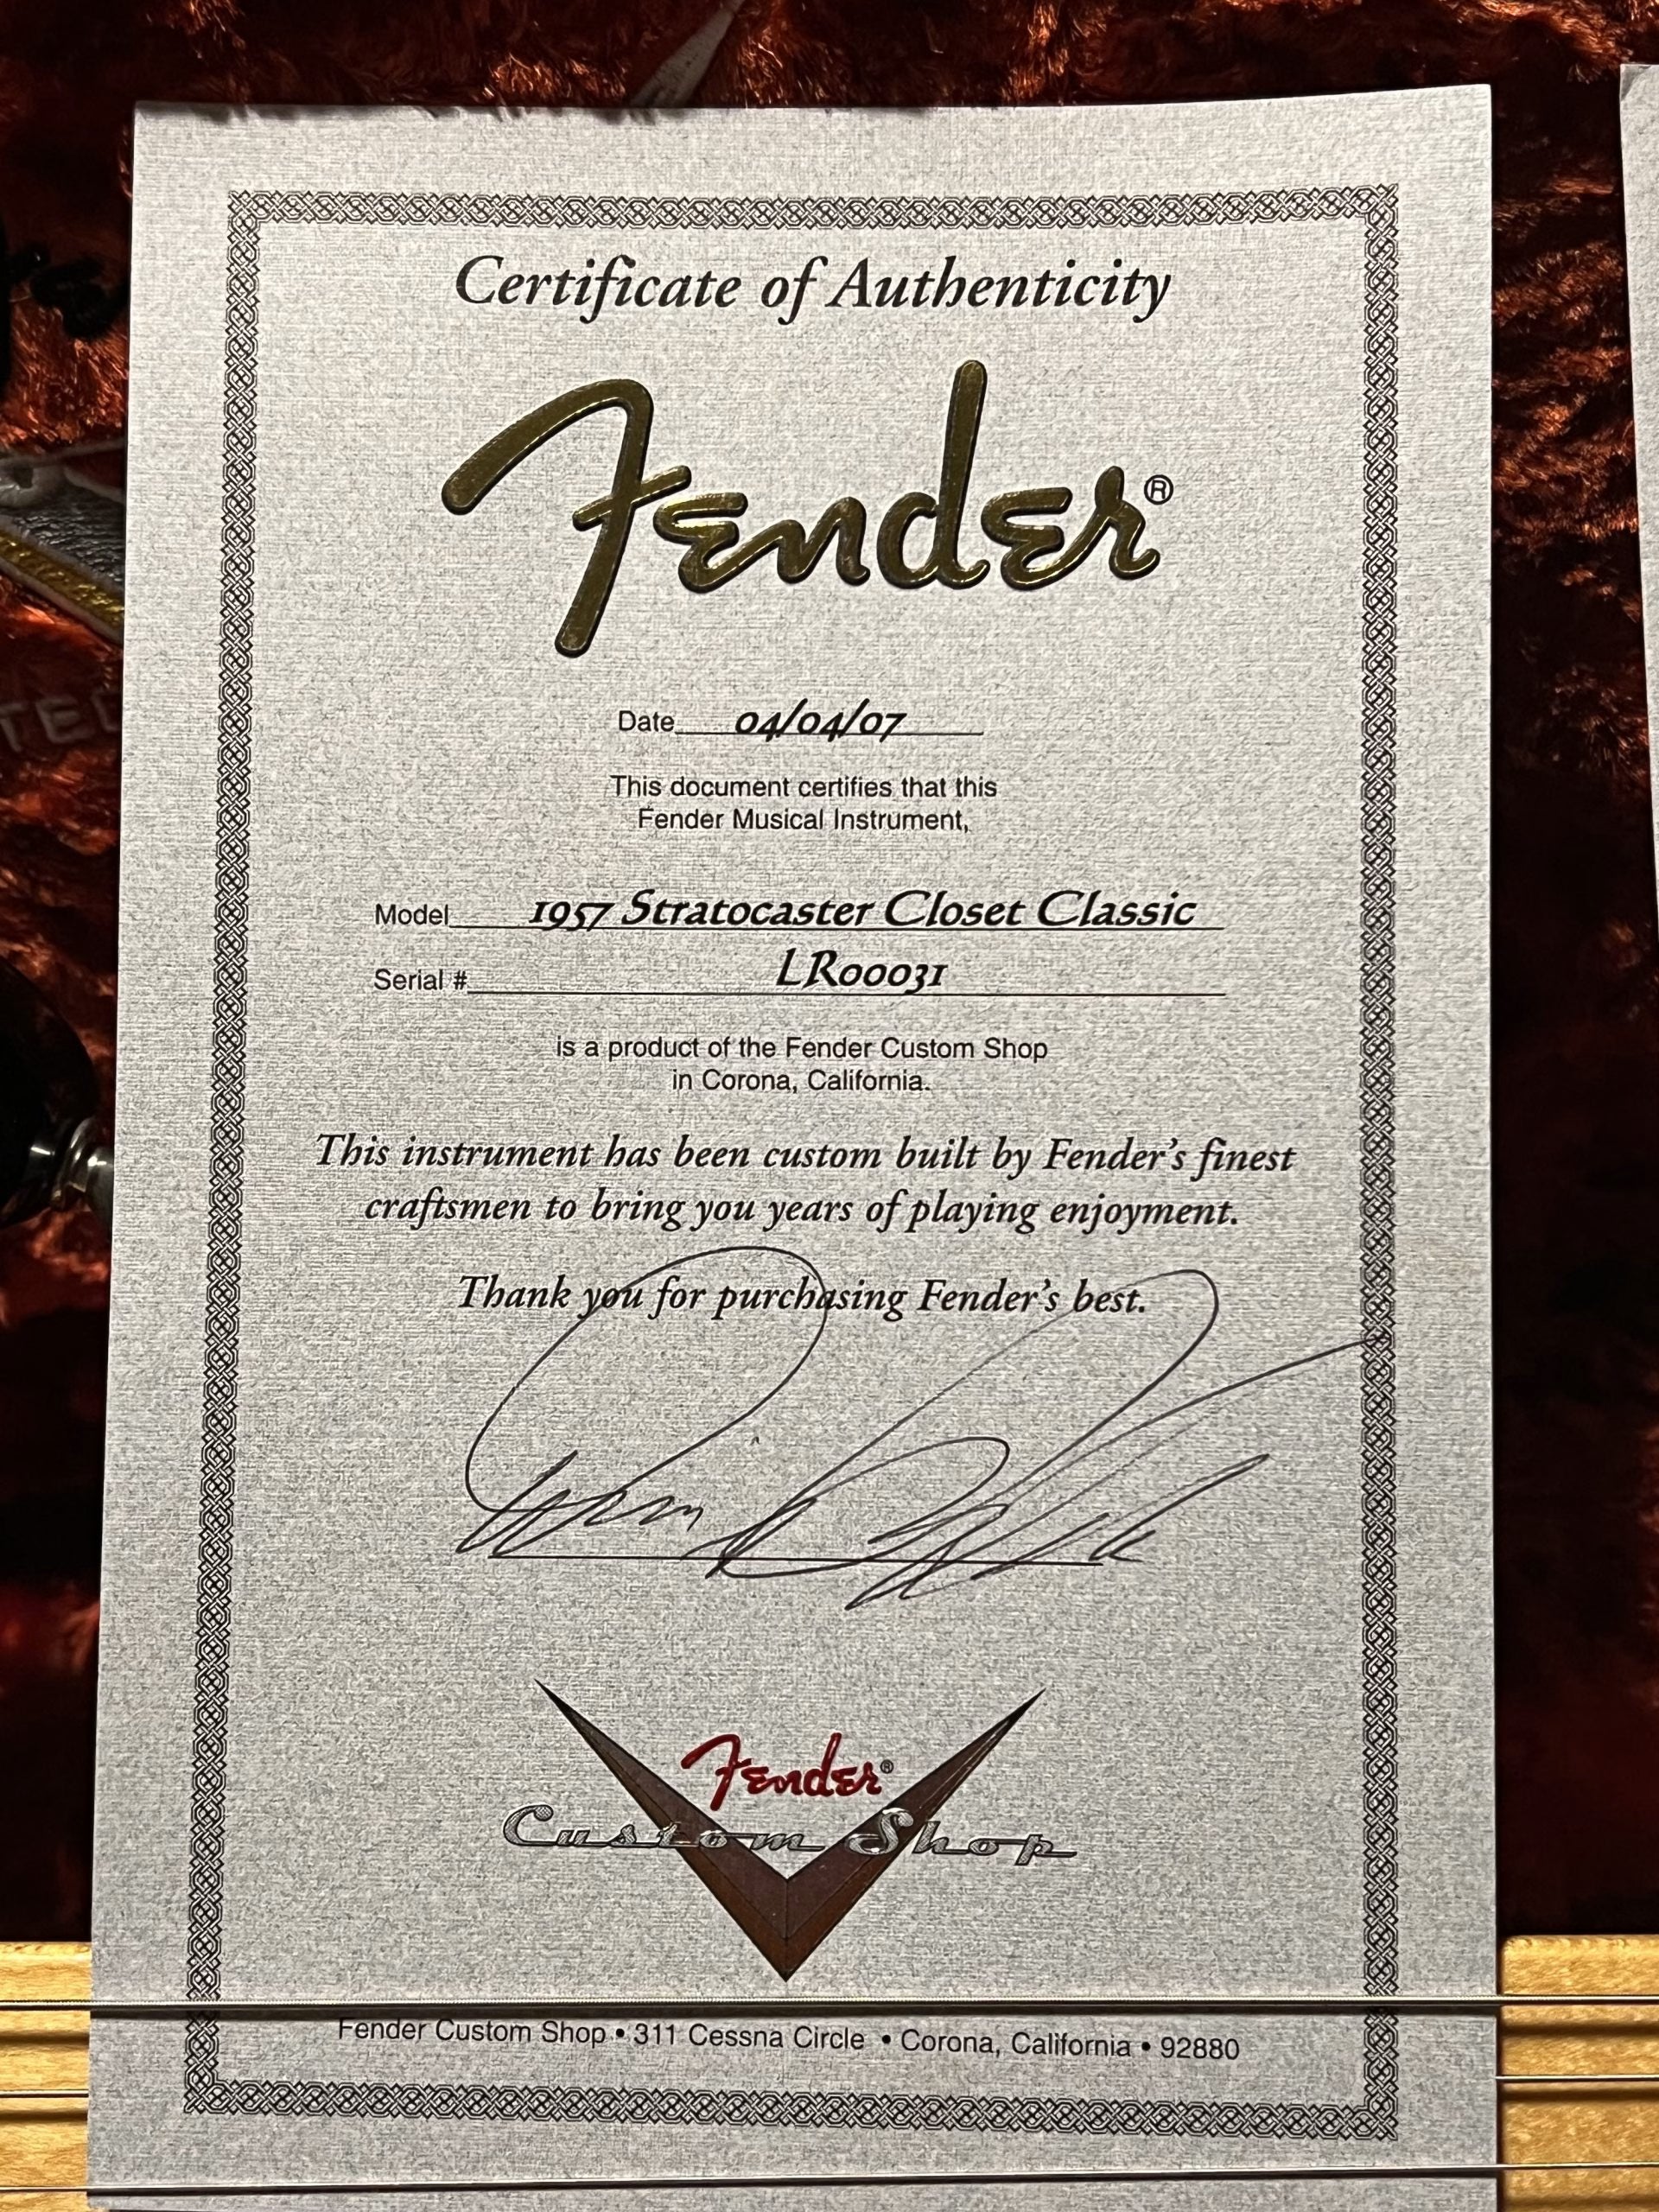 Certificate of Authenticity
Fender®
Date 04/04/07
This document certifies that this
Fender Musical Instrument,
Model 1957 Stratocaster Closet Classic
Serial # LR00031
is a product of the Fender Custom Shop
in Corona, California.
This instrument has been custom built by Fender's finest
craftsmen to bring you years of playing enjoyment.
Thank you for purchasing Fender's best.
Fender®
Custom Shop
Fender Custom Shop • 311 Cessna Circle • Corona, California • 92880